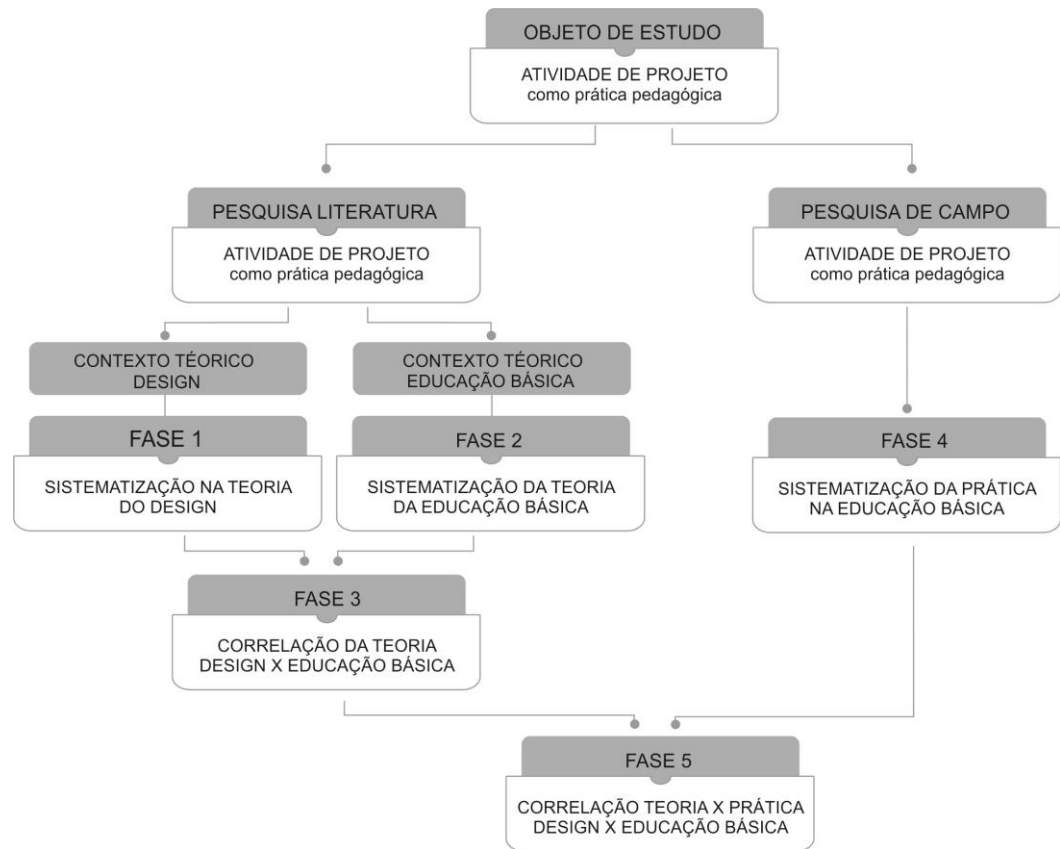 OBJETO DE ESTUDO
ATIVIDADE DE PROJETO
como prática pedagógica
PESQUISA LITERATURA
ATIVIDADE DE PROJETO
como prática pedagógica
PESQUISA DE CAMPO
ATIVIDADE DE PROJETO
como prática pedagógica
CONTEXTO TÉORICO
DESIGN
CONTEXTO TÉORICO
EDUCAÇÃO BÁSICA
FASE 1
SISTEMATIZAÇÃO NA TEORIA
DO DESIGN
FASE 2
SISTEMATIZAÇÃO DA TEORIA
DA EDUCAÇÃO BÁSICA
FASE 4
SISTEMATIZAÇÃO DA PRÁTICA
NA EDUCAÇÃO BÁSICA
FASE 3
CORRELAÇÃO DA TEORIA
DESIGN X EDUCAÇÃO BÁSICA
FASE 5
CORRELAÇÃO TEORIA X PRÁTICA
DESIGN X EDUCAÇÃO BÁSICA